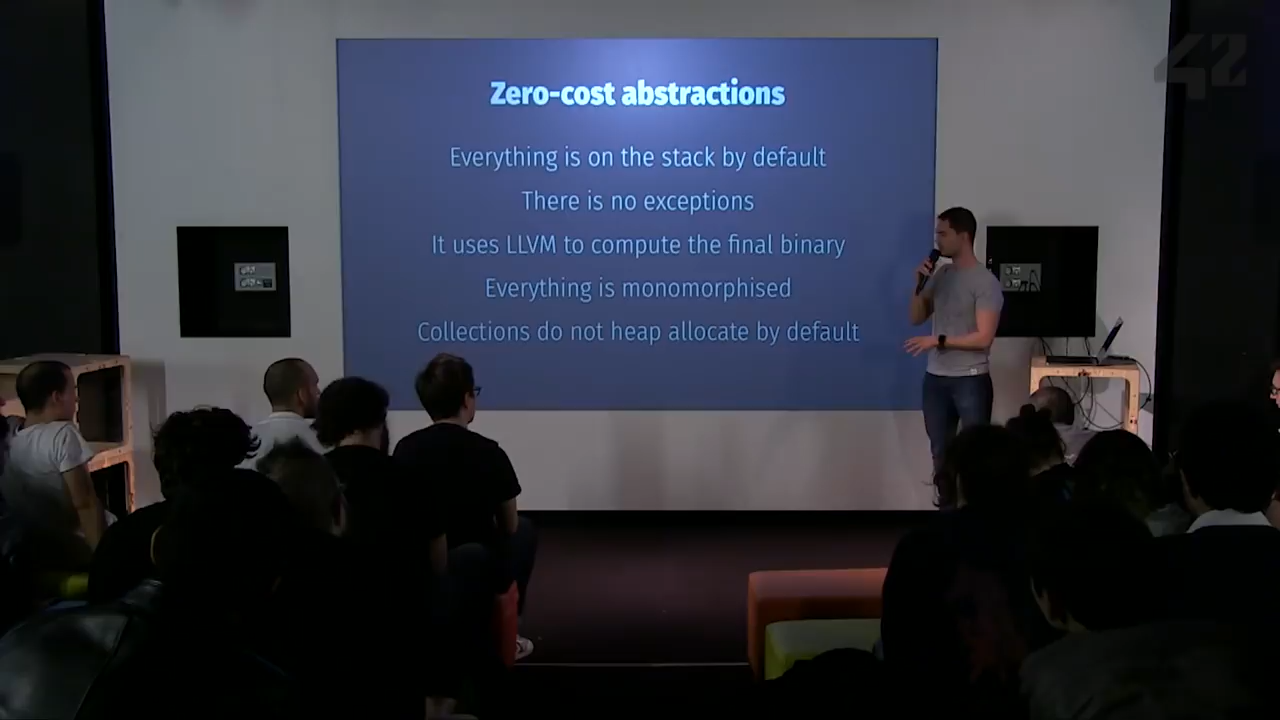 42
Zero-cost abstractions
Everything is on the stack by default
There is no exceptions
It uses LLVM to compute the final binary
Everything is monomorphised
Collections do not heap allocate by default